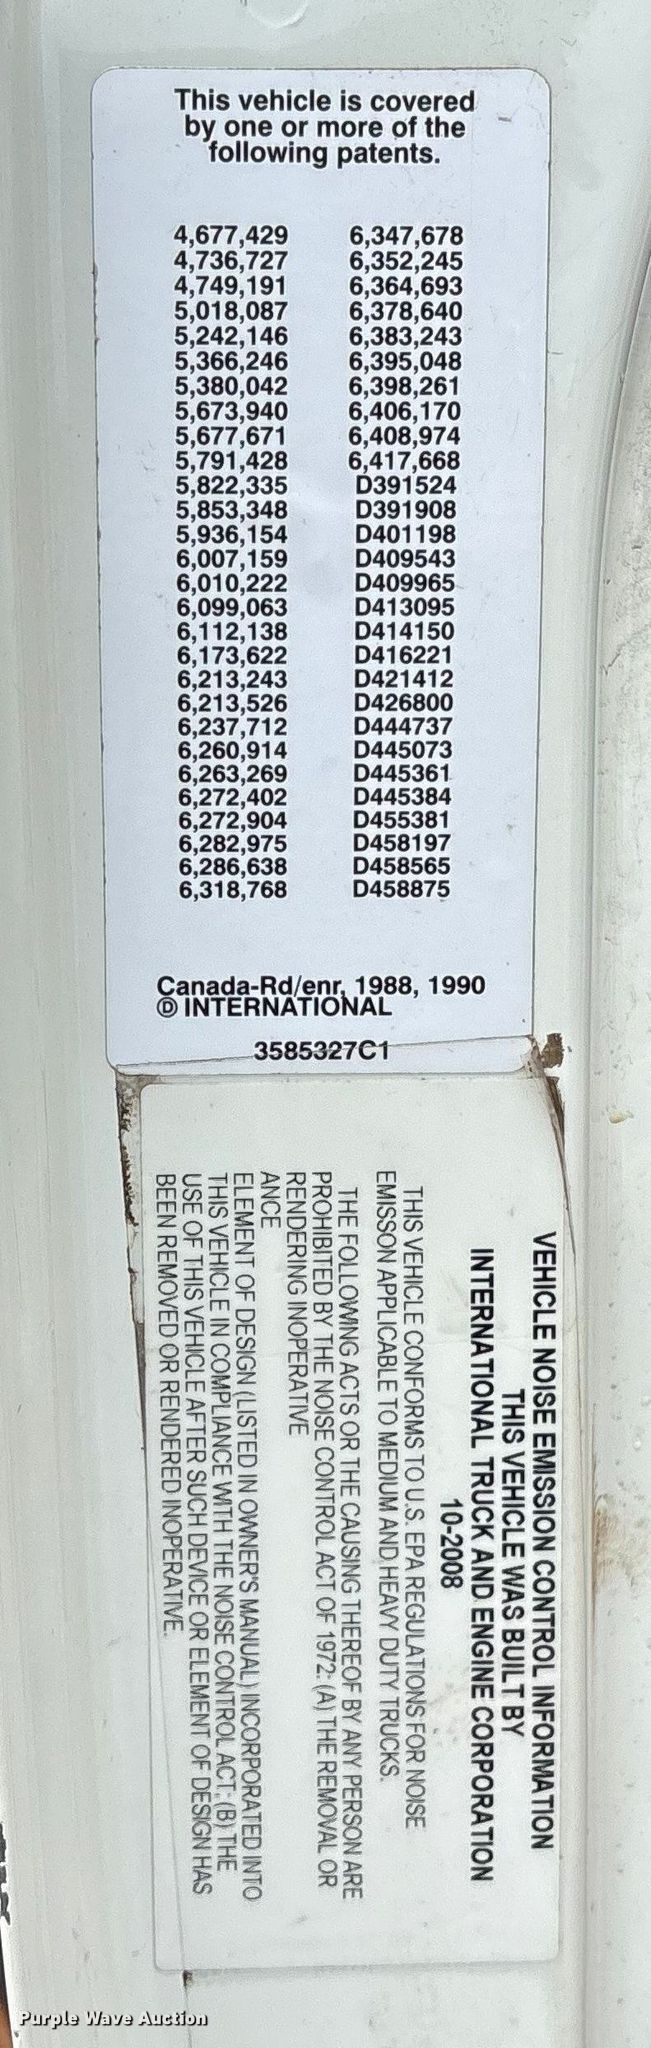 This vehicle is covered
by one or more of the
following patents.
4,677,429 6,347,678
4,736,727 6,352,245
4,749,191 6,364,693
5,018,087 6,378,640
5,242,146 6,383,243
5,366,246 6,395,048
5,380,042 6,398,261
5,673,940 6,406,170
5,677,671 6,408,974
5,791,428 6,417,668
5,822,335 D391524
5,853,348 D391908
5,936,154 D401198
6,007,159 D409543
6,010,222 D409965
6,099,063 D413095
6,112,138 D414150
6,173,622 D416221
6,213,243 D421412
6,213,526 D426800
6,237,712 D444737
6,260,914 D445073
6,263,269 D445361
6,272,402 D445384
6,272,904 D455381
6,282,975 D458197
6,286,638 D458565
6,318,768 D458875
Canada-Rd/enr, 1988, 1990
Ⓓ INTERNATIONAL
3585327C1
VEHICLE NOISE EMISSION CONTROL INFORMATION
THIS VEHICLE WAS BUILT BY
INTERNATIONAL TRUCK AND ENGINE CORPORATION
10-2008
THIS VEHICLE CONFORMS TO U.S. EPA REGULATIONS FOR NOISE
EMISSON APPLICABLE TO MEDIUM AND HEAVY DUTY TRUCKS.
THE FOLLOWING ACTS OR THE CAUSING THEREOF BY ANY PERSON ARE
PROHIBITED BY THE NOISE CONTROL ACT OF 1972: (A) THE REMOVAL OR
RENDERING INOPERATIVE
ANCE
ELEMENT OF DESIGN (LISTED IN OWNER'S MANUAL) INCORPORATED INTO
THIS VEHICLE IN COMPLIANCE WITH THE NOISE CONTROL ACT: (B) THE
USE OF THIS VEHICLE AFTER SUCH DEVICE OR ELEMENT OF DESIGN HAS
BEEN REMOVED OR RENDERED INOPERATIVE.
Purple Wave Auction